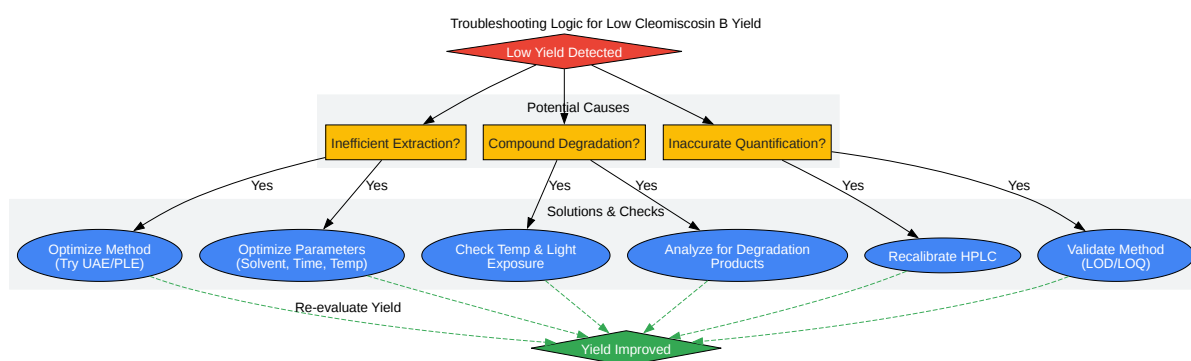 Troubleshooting Logic for Low Cleomiscosin B Yield
Low Yield Detected
Potential Causes
Inefficient Extraction?
Compound Degradation?
Inaccurate Quantification?
Yes
Yes
Yes
Yes
Yes
Yes
Solutions & Checks
Optimize Method
(Try UAE/PLE)
Optimize Parameters
(Solvent, Time, Temp)
Check Temp & Light
Exposure
Analyze for Degradation
Products
Recalibrate HPLC
Validate Method
(LOD/LOQ)
Re-evaluate Yield
Yield Improved